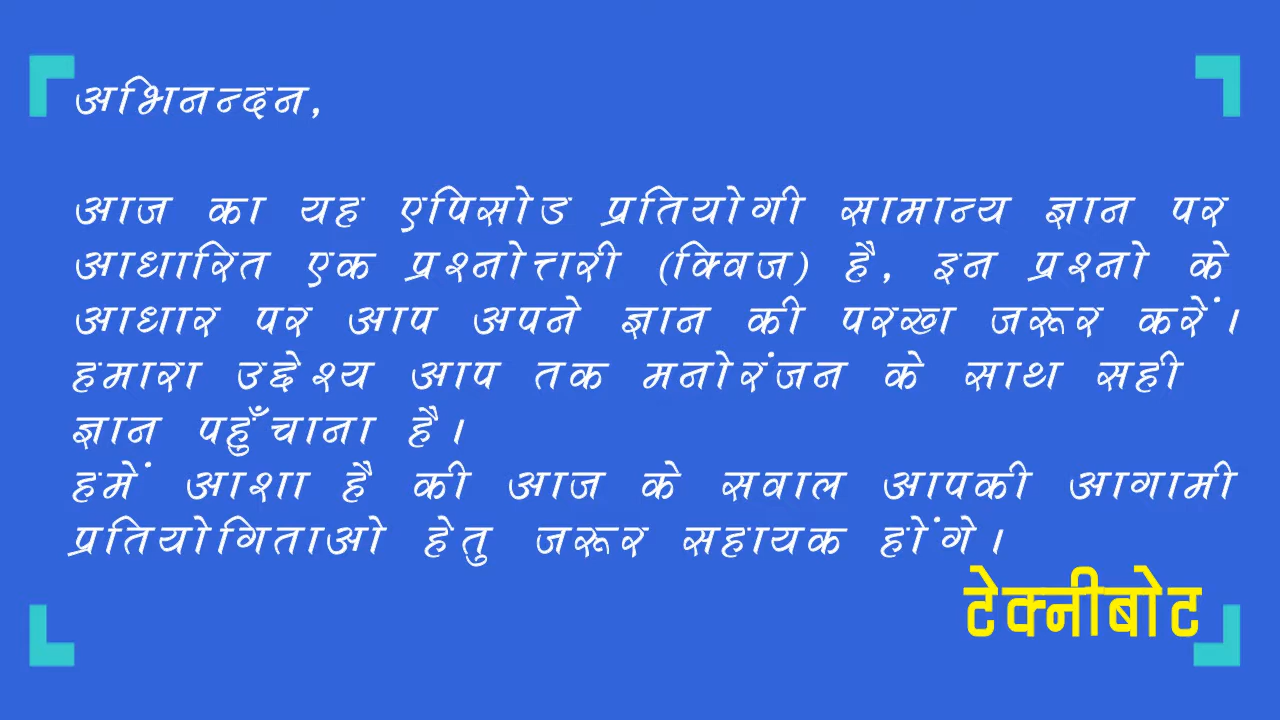 अभिनन्दन,
आज का यह एपिसोड प्रतियोगी सामान्य ज्ञान पर
आधारित एक प्रश्नोत्तरी (क्विज) है, इन प्रश्नो के
आधार पर आप अपने ज्ञान की परख जरूर करें।
हमारा उद्देश्य आप तक मनोरंजन के साथ सही
ज्ञान पहुँचाना है।
हमें आशा है की आज के सवाल आपकी आगामी
प्रतियोगिताओ हेतु जरूर सहायक होंगे।
टेक्नीबोट